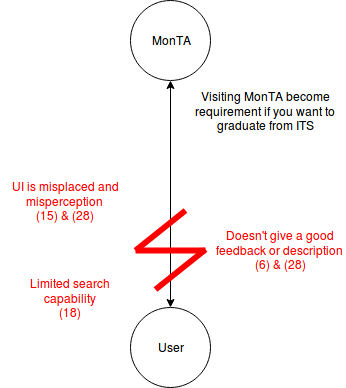 MonTA
Visiting MonTA become
requirement if you want to
graduate from ITS
UI is misplaced and
misperception
(15) & (28)
Doesn't give a good
feedback or description
(6) & (28)
Limited search
capability
(18)
User